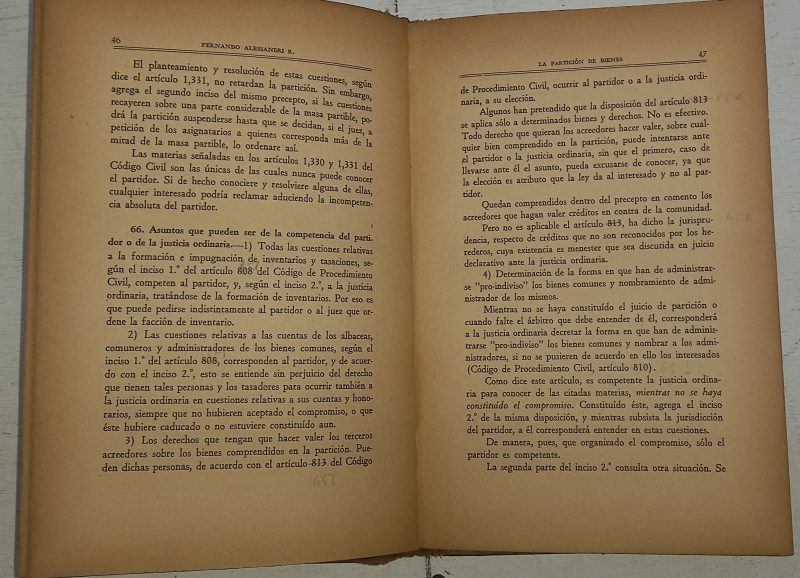 46
FERNANDO ALESSANDRI R.
El planteamiento y resolución de estas cuestiones, según
dice el artículo 1,331, no retardan la partición. Sin embargo,
agrega el segundo inciso del mismo precepto, si las cuestiones
recayeren sobre una parte considerable de la masa partible, po-
drá la partición suspenderse hasta que se decidan, si el juez, a
petición de los asignatarios a quienes corresponda más de la
mitad de la masa partible, lo ordenare así.
Las materias señaladas en los artículos 1,330 y 1,331 del
Código Civil son las únicas de las cuales nunca puede conocer
el partidor. Si de hecho conociere y resolviere alguna de ellas,
cualquier interesado podría reclamar aduciendo la incompeten-
cia absoluta del partidor.
66. Asuntos que pueden ser de la competencia del parti-
dor o de la justicia ordinaria.—1) Todas las cuestiones relativas
a la formación e impugnación de inventarios y tasaciones, se-
gún el inciso 1.° del artículo 808 del Código de Procedimiento
Civil, competen al partidor, y, según el inciso 2.°, a la justicia
ordinaria, tratándose de la formación de inventarios. Por eso es
que puede pedirse indistintamente al partidor o al juez que or-
dene la facción de inventario.
2) Las cuestiones relativas a las cuentas de los albaceas,
comuneros y administradores de los bienes comunes, según el
inciso 1.° del artículo 808, corresponden al partidor, y de acuer-
do con el inciso 2.°, esto se entiende sin perjuicio del derecho
que tienen tales personas y los tasadores para ocurrir también a
la justicia ordinaria en cuestiones relativas a sus cuentas y hono-
rarios, siempre que no hubieren aceptado el compromiso, o que
éste hubiere caducado o no estuviere constituído aun.
3) Los derechos que tengan que hacer valer los terceros
acreedores sobre los bienes comprendidos en la partición. Pue-
den dichas personas, de acuerdo con el artículo 813 del Código
657
LA PARTICIÓN DE BIENES
47
de Procedimiento Civil, ocurrir al partidor o a la justicia ordi-
naria, a su elección.
Algunos han pretendido que la disposición del artículo 813
se aplica sólo a determinados bienes y derechos. No es efectivo.
Todo derecho que quieran los acreedores hacer valer, sobre cual-
quier bien comprendido en la partición, puede intentarse ante
el partidor o la justicia ordinaria, sin que el primero, caso de
llevarse ante él el asunto, pueda excusarse de conocer, ya que
la elección es atributo que la ley da al interesado y no al par-
tidor.
Quedan comprendidos dentro del precepto en comento los
acreedores que hagan valer créditos en contra de la comunidad.
Pero no es aplicable el artículo 813, ha dicho la jurispru-
dencia, respecto de créditos que no son reconocidos por los he-
rederos, cuya existencia es menester que sea discutida en juicio
declarativo ante la justicia ordinaria.
4) Determinación de la forma en que han de administrar-
se "pro-indiviso" los bienes comunes y nombramiento de admi-
nistrador de los mismos.
Mientras no se haya constituído el juicio de partición o
cuando falte el árbitro que debe entender de él, corresponderá
a la justicia ordinaria decretar la forma en que han de adminis-
trarse "pro-indiviso" los bienes comunes y nombrar a los admi-
nistradores, si no se pusieren de acuerdo en ello los interesados
(Código de Procedimiento Civil, artículo 810).
Como dice este artículo, es competente la justicia ordina-
ria para conocer de las citadas materias, mientras no se haya
constituído el compromiso. Constituído éste, agrega el inciso
2.° de la misma disposición, y mientras subsista la jurisdicción
del partidor, a él corresponderá entender en estas cuestiones.
De manera, pues, que organizado el compromiso, sólo el
partidor es competente.
La segunda parte del inciso 2.° consulta otra situación. Se